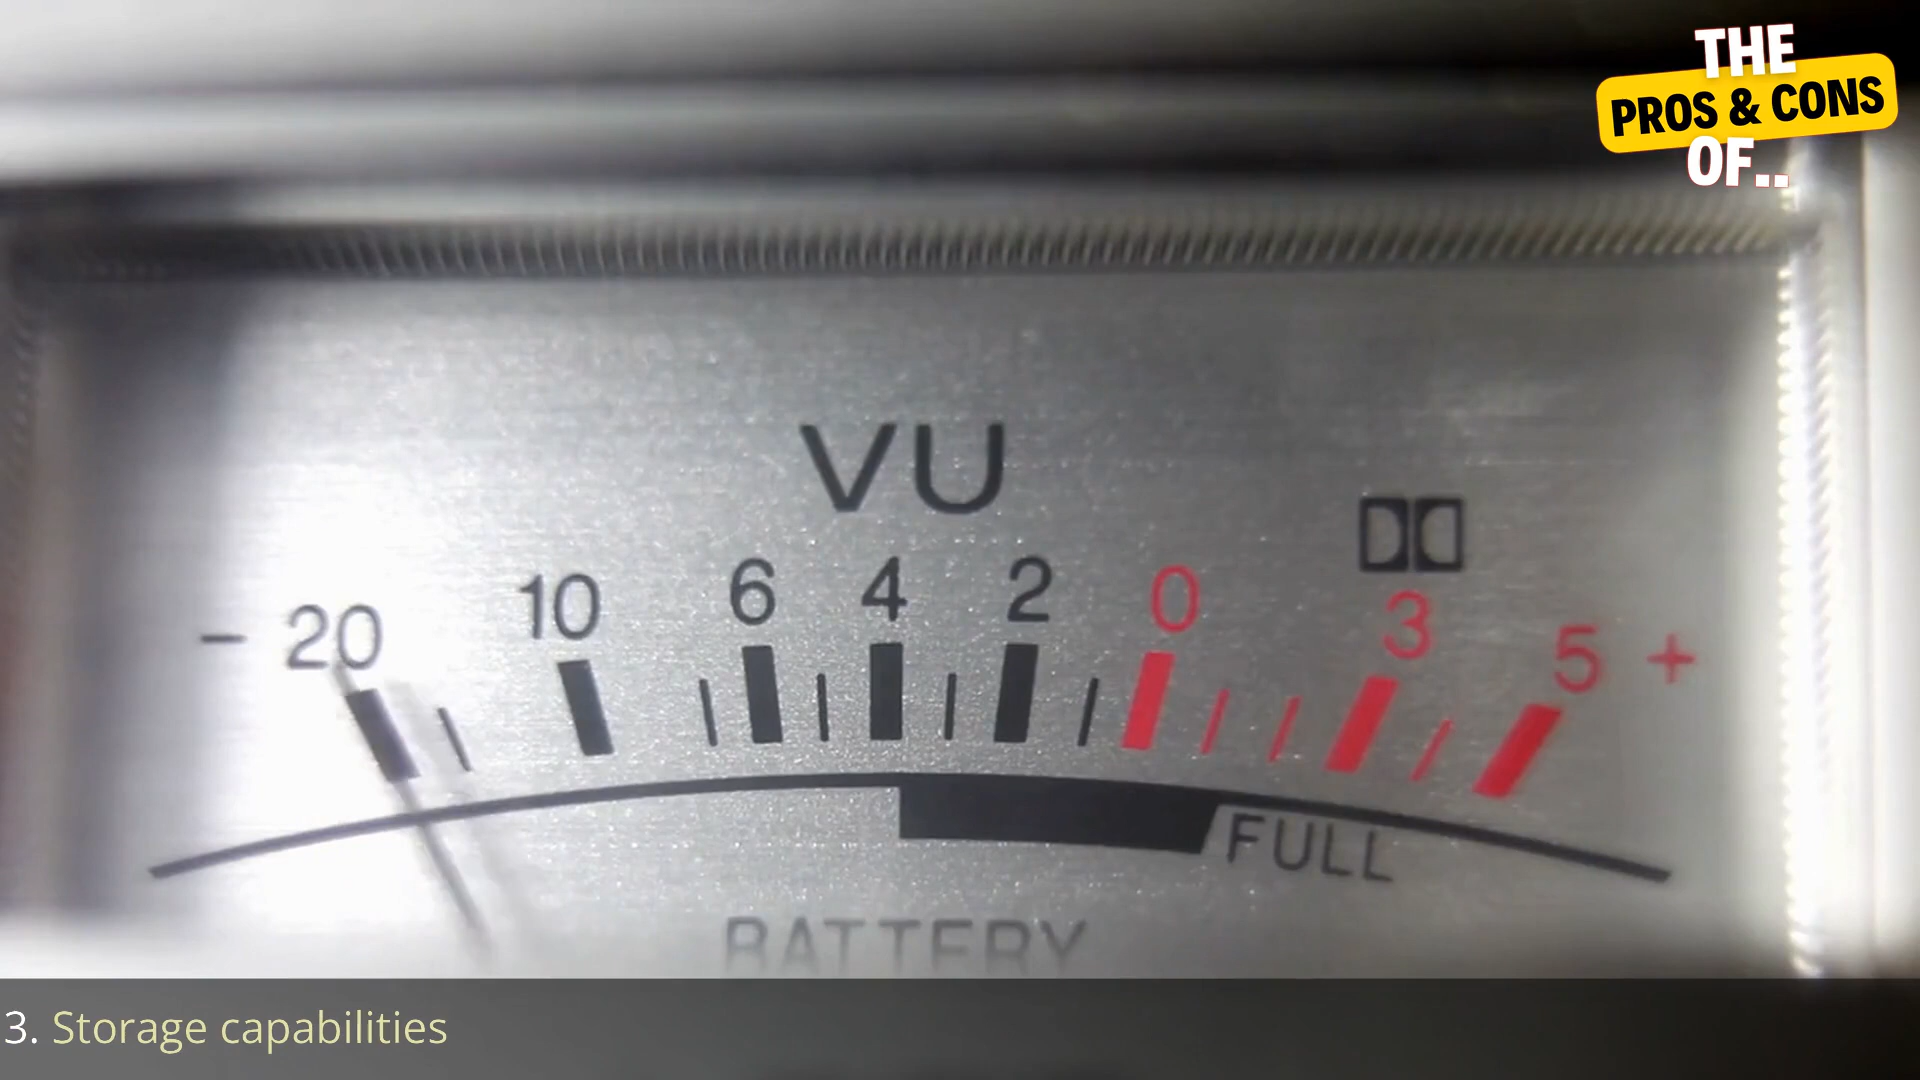 THE
PROS & CONS
OF..
VU
- 20 10 6 4 2 0 3 5 +
FULL
BATTERY
3. Storage capabilities